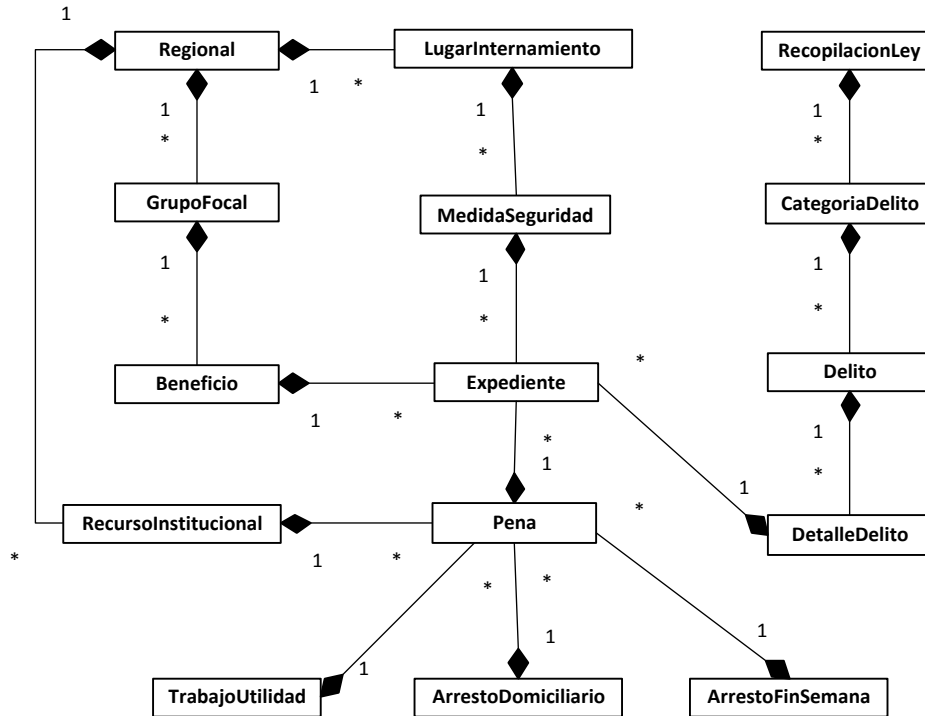 1
Regional
LugarInternamiento
RecopilacionLey
1 *
1
*
1
*
1
*
GrupoFocal
MedidaSeguridad
CategoriaDelito
1
*
1
*
1
*
*
Beneficio
Expediente
Delito
1 *
*
1
1
*
*
1
RecursoInstitucional
Pena
DetalleDelito
*
1 *
* *
1
1
1
TrabajoUtilidad
ArrestoDomiciliario
ArrestoFinSemana